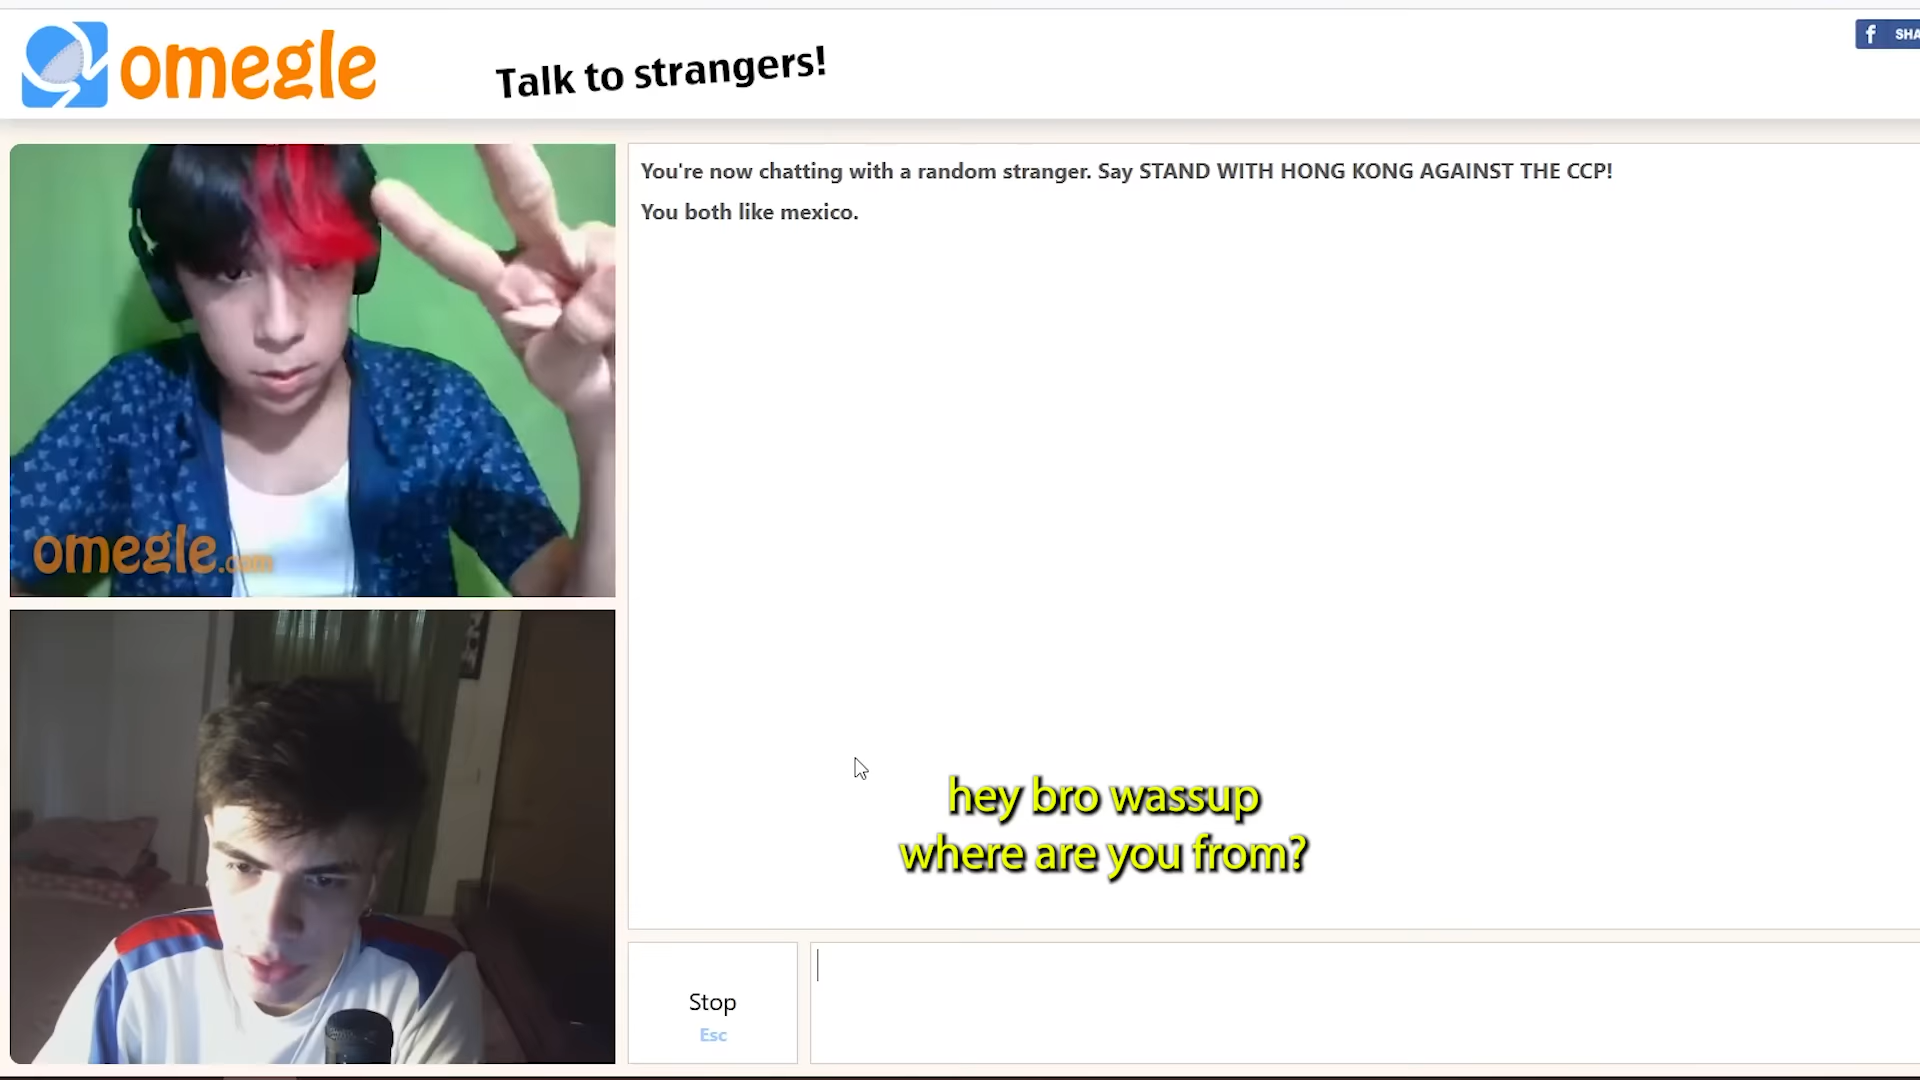 omegle
Talk to strangers!
f SHA
You're now chatting with a random stranger. Say STAND WITH HONG KONG AGAINST THE CCP!
You both like mexico.
omegle.com
hey bro wassup
where are you from?
Stop
Esc